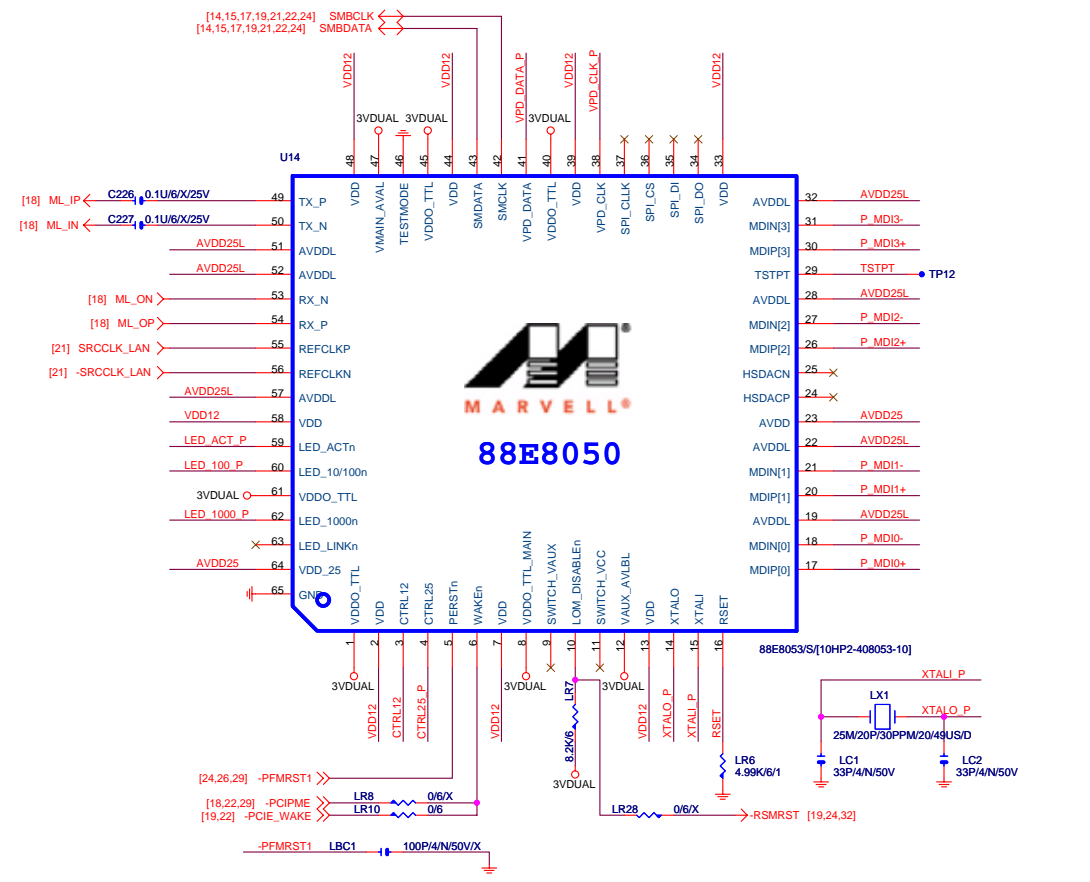 [14,15,17,19,21,22,24] SMBCLK
[14,15,17,19,21,22,24] SMBDATA
VDD12 VDD12 VPD_DATA_P VDD12 VPD_CLK_P VDD12
3VDUAL 3VDUAL 3VDUAL
U14
48 47 46 45 44 43 42 41 40 39 38 37 36 35 34 33
VDD VMAIN_AVAL TESTMODE VDDO_TTL VDD SMDATA SMCLK VPD_DATA VDDO_TTL VDD VPD_CLK SPI_CLK SPI_CS SPI_DI SPI_DO VDD
[18] ML_IP C226 0.1U/6/X/25V 49 TX_P
[18] ML_IN C227 0.1U/6/X/25V 50 TX_N
AVDD25L 51 AVDDL
AVDD25L 52 AVDDL
[18] ML_ON 53 RX_N
[18] ML_OP 54 RX_P
[21] SRCCLK_LAN 55 REFCLKP
[21] -SRCCLK_LAN 56 REFCLKN
AVDD25L 57 AVDDL
VDD12 58 VDD
LED_ACT_P 59 LED_ACTn
LED_100_P 60 LED_10/100n
3VDUAL 61 VDDO_TTL
LED_1000_P 62 LED_1000n
63 LED_LINKn
AVDD25 64 VDD_25
65 GND
AVDDL 32 AVDD25L
MDIN[3] 31 P_MDI3-
MDIP[3] 30 P_MDI3+
TSTPT 29 TSTPT TP12
AVDDL 28 AVDD25L
MDIN[2] 27 P_MDI2-
MDIP[2] 26 P_MDI2+
HSDACN 25
HSDACP 24
AVDD 23 AVDD25
AVDDL 22 AVDD25L
MDIN[1] 21 P_MDI1-
MDIP[1] 20 P_MDI1+
AVDDL 19 AVDD25L
MDIN[0] 18 P_MDI0-
MDIP[0] 17 P_MDI0+
®
MARVELL®
88E8050
VDDO_TTL VDD CTRL12 CTRL25 PERSTn WAKEn VDD VDDO_TTL_MAIN SWITCH_VAUX LOM_DISABLEn SWITCH_VCC VAUX_AVLBL VDD XTALO XTALI RSET
1 2 3 4 5 6 7 8 9 10 11 12 13 14 15 16
88E8053/S/[10HP2-408053-10]
3VDUAL 3VDUAL 3VDUAL
VDD12 CTRL12 CTRL25_P VDD12 VDD12 XTALO_P XTALI_P RSET
LR7
8.2K/6
3VDUAL
XTALI_P
LX1
XTALO_P
25M/20P/30PPM/20/49US/D
LC1
33P/4/N/50V
LC2
33P/4/N/50V
LR6
4.99K/6/1
[24,26,29] -PFMRST1
[18,22,29] -PCIPME LR8 0/6/X
[19,22] -PCIE_WAKE LR10 0/6
LR28 0/6/X -RSMRST [19,24,32]
-PFMRST1 LBC1 100P/4/N/50V/X